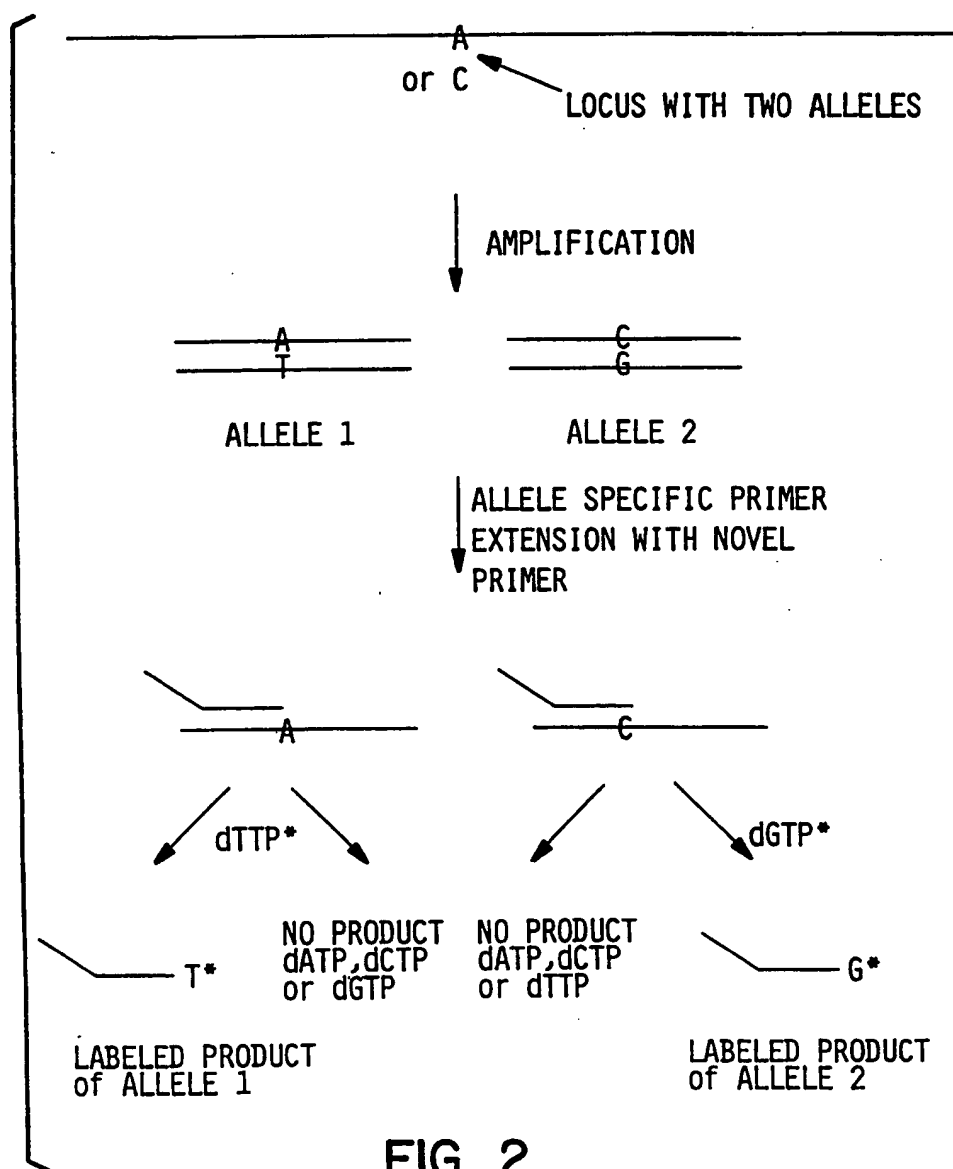 A
or C
LOCUS WITH TWO ALLELES
AMPLIFICATION
A
T
C
G
ALLELE 1
ALLELE 2
ALLELE SPECIFIC PRIMER
EXTENSION WITH NOVEL
PRIMER
A
C
dTTP*
dGTP*
T*
NO PRODUCT
dATP,dCTP
or dGTP
NO PRODUCT
dATP,dCTP
or dTTP
G*
LABELED PRODUCT
of ALLELE 1
LABELED PRODUCT
of ALLELE 2
FIG. 2